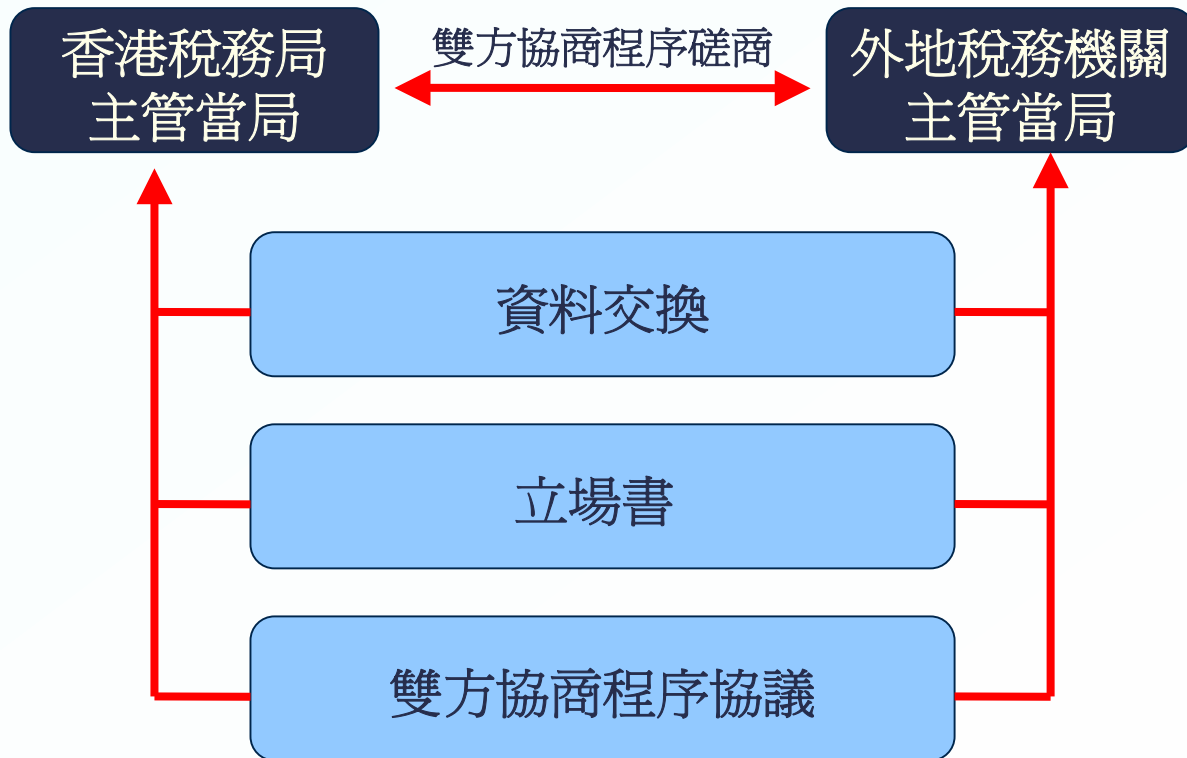 香港稅務局
主管當局
雙方協商程序磋商
外地稅務機關
主管當局
資料交換
立場書
雙方協商程序協議